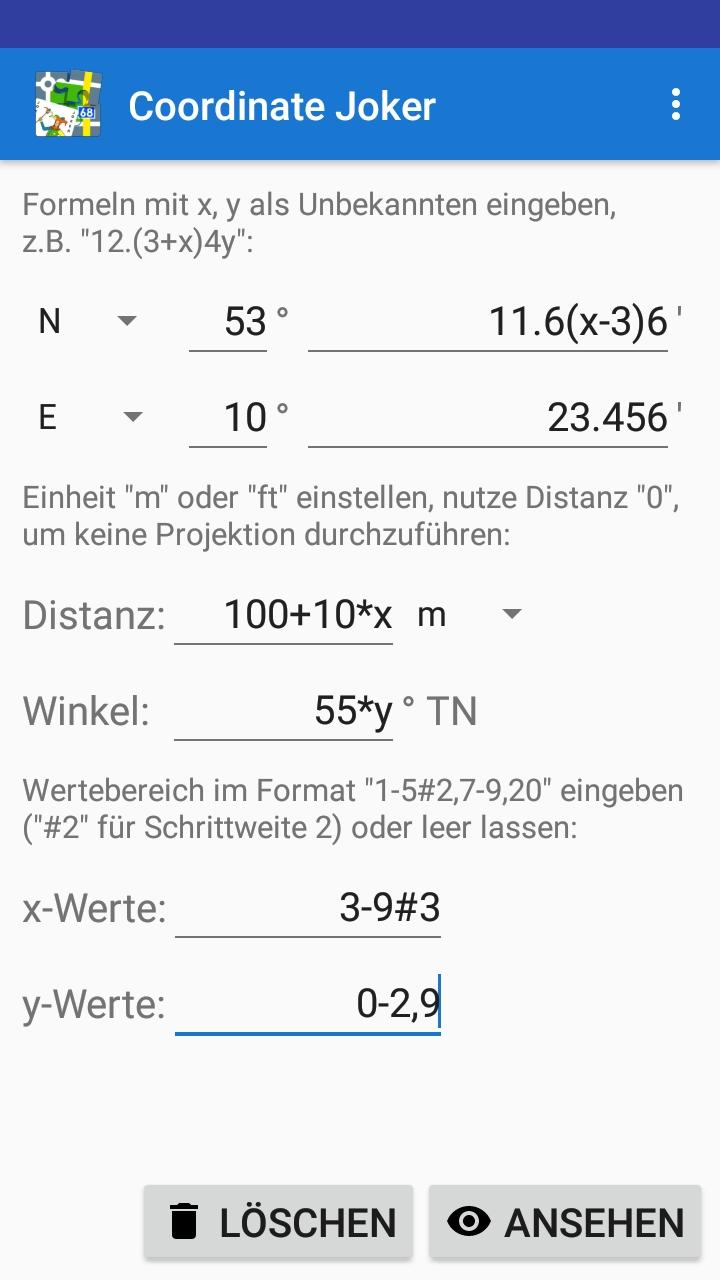 Coordinate Joker
Formeln mit x, y als Unbekannten eingeben,
z.B. "12.(3+x)4y":
N 53 ° 11.6(x-3)6 '
E 10 ° 23.456 '
Einheit "m" oder "ft" einstellen, nutze Distanz "0",
um keine Projektion durchzuführen:
Distanz: 100+10*x m
Winkel: 55*y ° TN
Wertebereich im Format "1-5#2,7-9,20" eingeben
("#2" für Schrittweite 2) oder leer lassen:
x-Werte: 3-9#3
y-Werte: 0-2,9
LÖSCHEN ANSEHEN